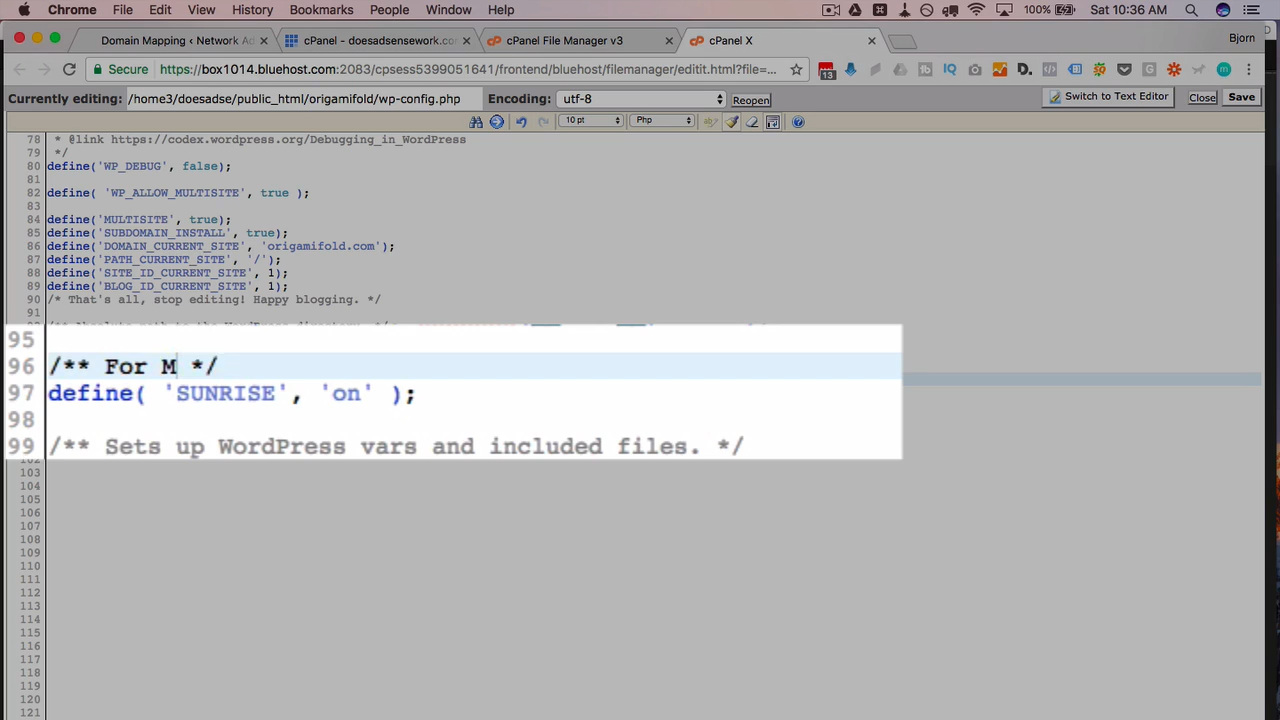 Chrome File Edit View History Bookmarks People Window Help 100% Sat 10:36 AM
Domain Mapping ‹ Network Ad × cPanel - doesadsensework.co × cPanel File Manager v3 × cPanel X × Bjorn
Secure https://box1014.bluehost.com:2083/cpsess5399051641/frontend/bluehost/filemanager/editit.html?file=... 13
Currently editing: /home3/doesadse/public_html/origamifold/wp-config.php Encoding: utf-8 Reopen Switch to Text Editor Close Save
10 pt Php
78 * @link https://codex.wordpress.org/Debugging_in_WordPress
79 */
80 define('WP_DEBUG', false);
81
82 define( 'WP_ALLOW_MULTISITE', true );
83
84 define('MULTISITE', true);
85 define('SUBDOMAIN_INSTALL', true);
86 define('DOMAIN_CURRENT_SITE', 'origamifold.com');
87 define('PATH_CURRENT_SITE', '/');
88 define('SITE_ID_CURRENT_SITE', 1);
89 define('BLOG_ID_CURRENT_SITE', 1);
90 /* That's all, stop editing! Happy blogging. */
91
95
96 /** For M */
97 define( 'SUNRISE', 'on' );
98
99 /** Sets up WordPress vars and included files. */
103
104
105
106
107
108
109
110
111
112
113
114
115
116
117
118
119
120
121